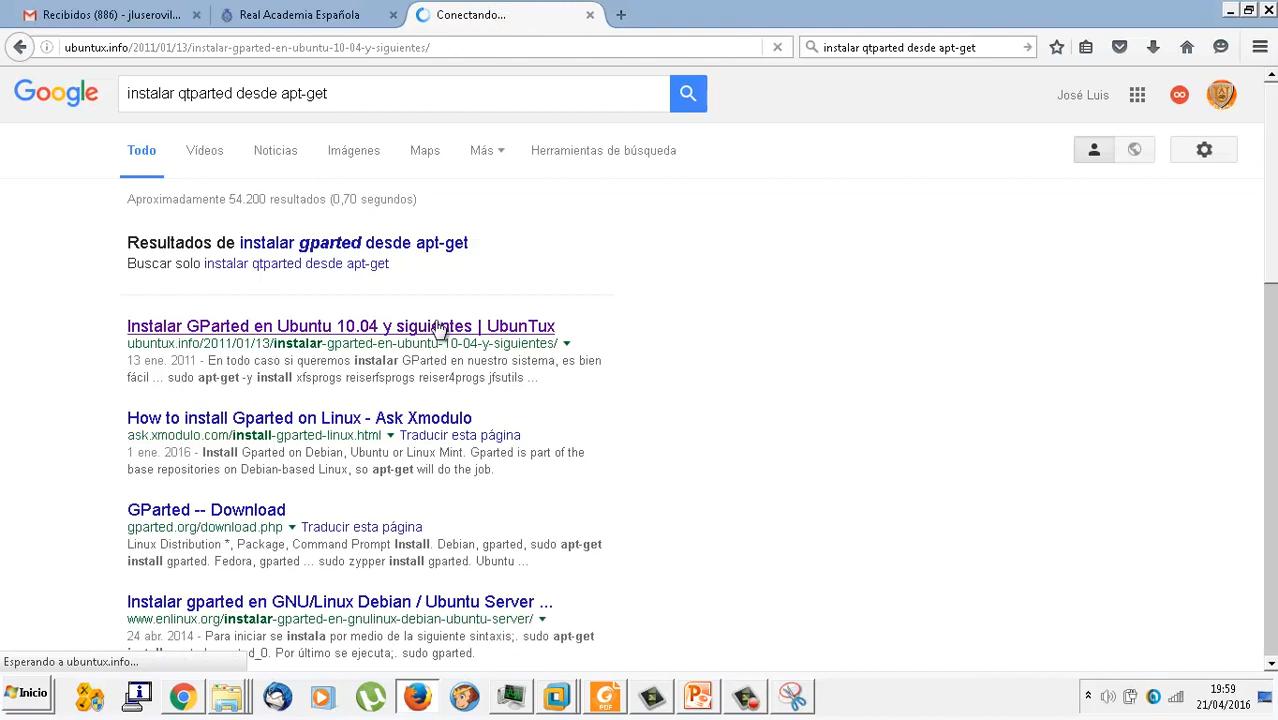 Recibidos (886) - jluserovil...
Real Academia Española
Conectando...
ubuntux.info/2011/01/13/instalar-gparted-en-ubuntu-10-04-y-siguientes/
instalar qtparted desde apt-get
Google
instalar qtparted desde apt-get
José Luis
Todo
Vídeos
Noticias
Imágenes
Maps
Más
Herramientas de búsqueda
Aproximadamente 54.200 resultados (0,70 segundos)
Resultados de instalar gparted desde apt-get
Buscar solo instalar qtparted desde apt-get
Instalar GParted en Ubuntu 10.04 y siguientes | UbunTux
ubuntux.info/2011/01/13/instalar-gparted-en-ubuntu-10-04-y-siguientes/
13 ene. 2011 - En todo caso si queremos instalar GParted en nuestro sistema, es bien
fácil ... sudo apt-get -y install xfsprogs reiserfsprogs reiser4progs jfsutils ...
How to install Gparted on Linux - Ask Xmodulo
ask.xmodulo.com/install-gparted-linux.html
Traducir esta página
1 ene. 2016 - Install Gparted on Debian, Ubuntu or Linux Mint. Gparted is part of the
base repositories on Debian-based Linux, so apt-get will do the job.
GParted -- Download
gparted.org/download.php
Traducir esta página
Linux Distribution *, Package, Command Prompt Install. Debian, gparted, sudo apt-get
install gparted. Fedora, gparted ... sudo zypper install gparted. Ubuntu ...
Instalar gparted en GNU/Linux Debian / Ubuntu Server ...
www.enlinux.org/instalar-gparted-en-gnulinux-debian-ubuntu-server/
24 abr. 2014 - Para iniciar se instala por medio de la siguiente sintaxis;. sudo apt-get
_0. Por último se ejecuta;. sudo gparted.
Esperando a ubuntux.info...
Inicio
PDF
19:59
21/04/2016